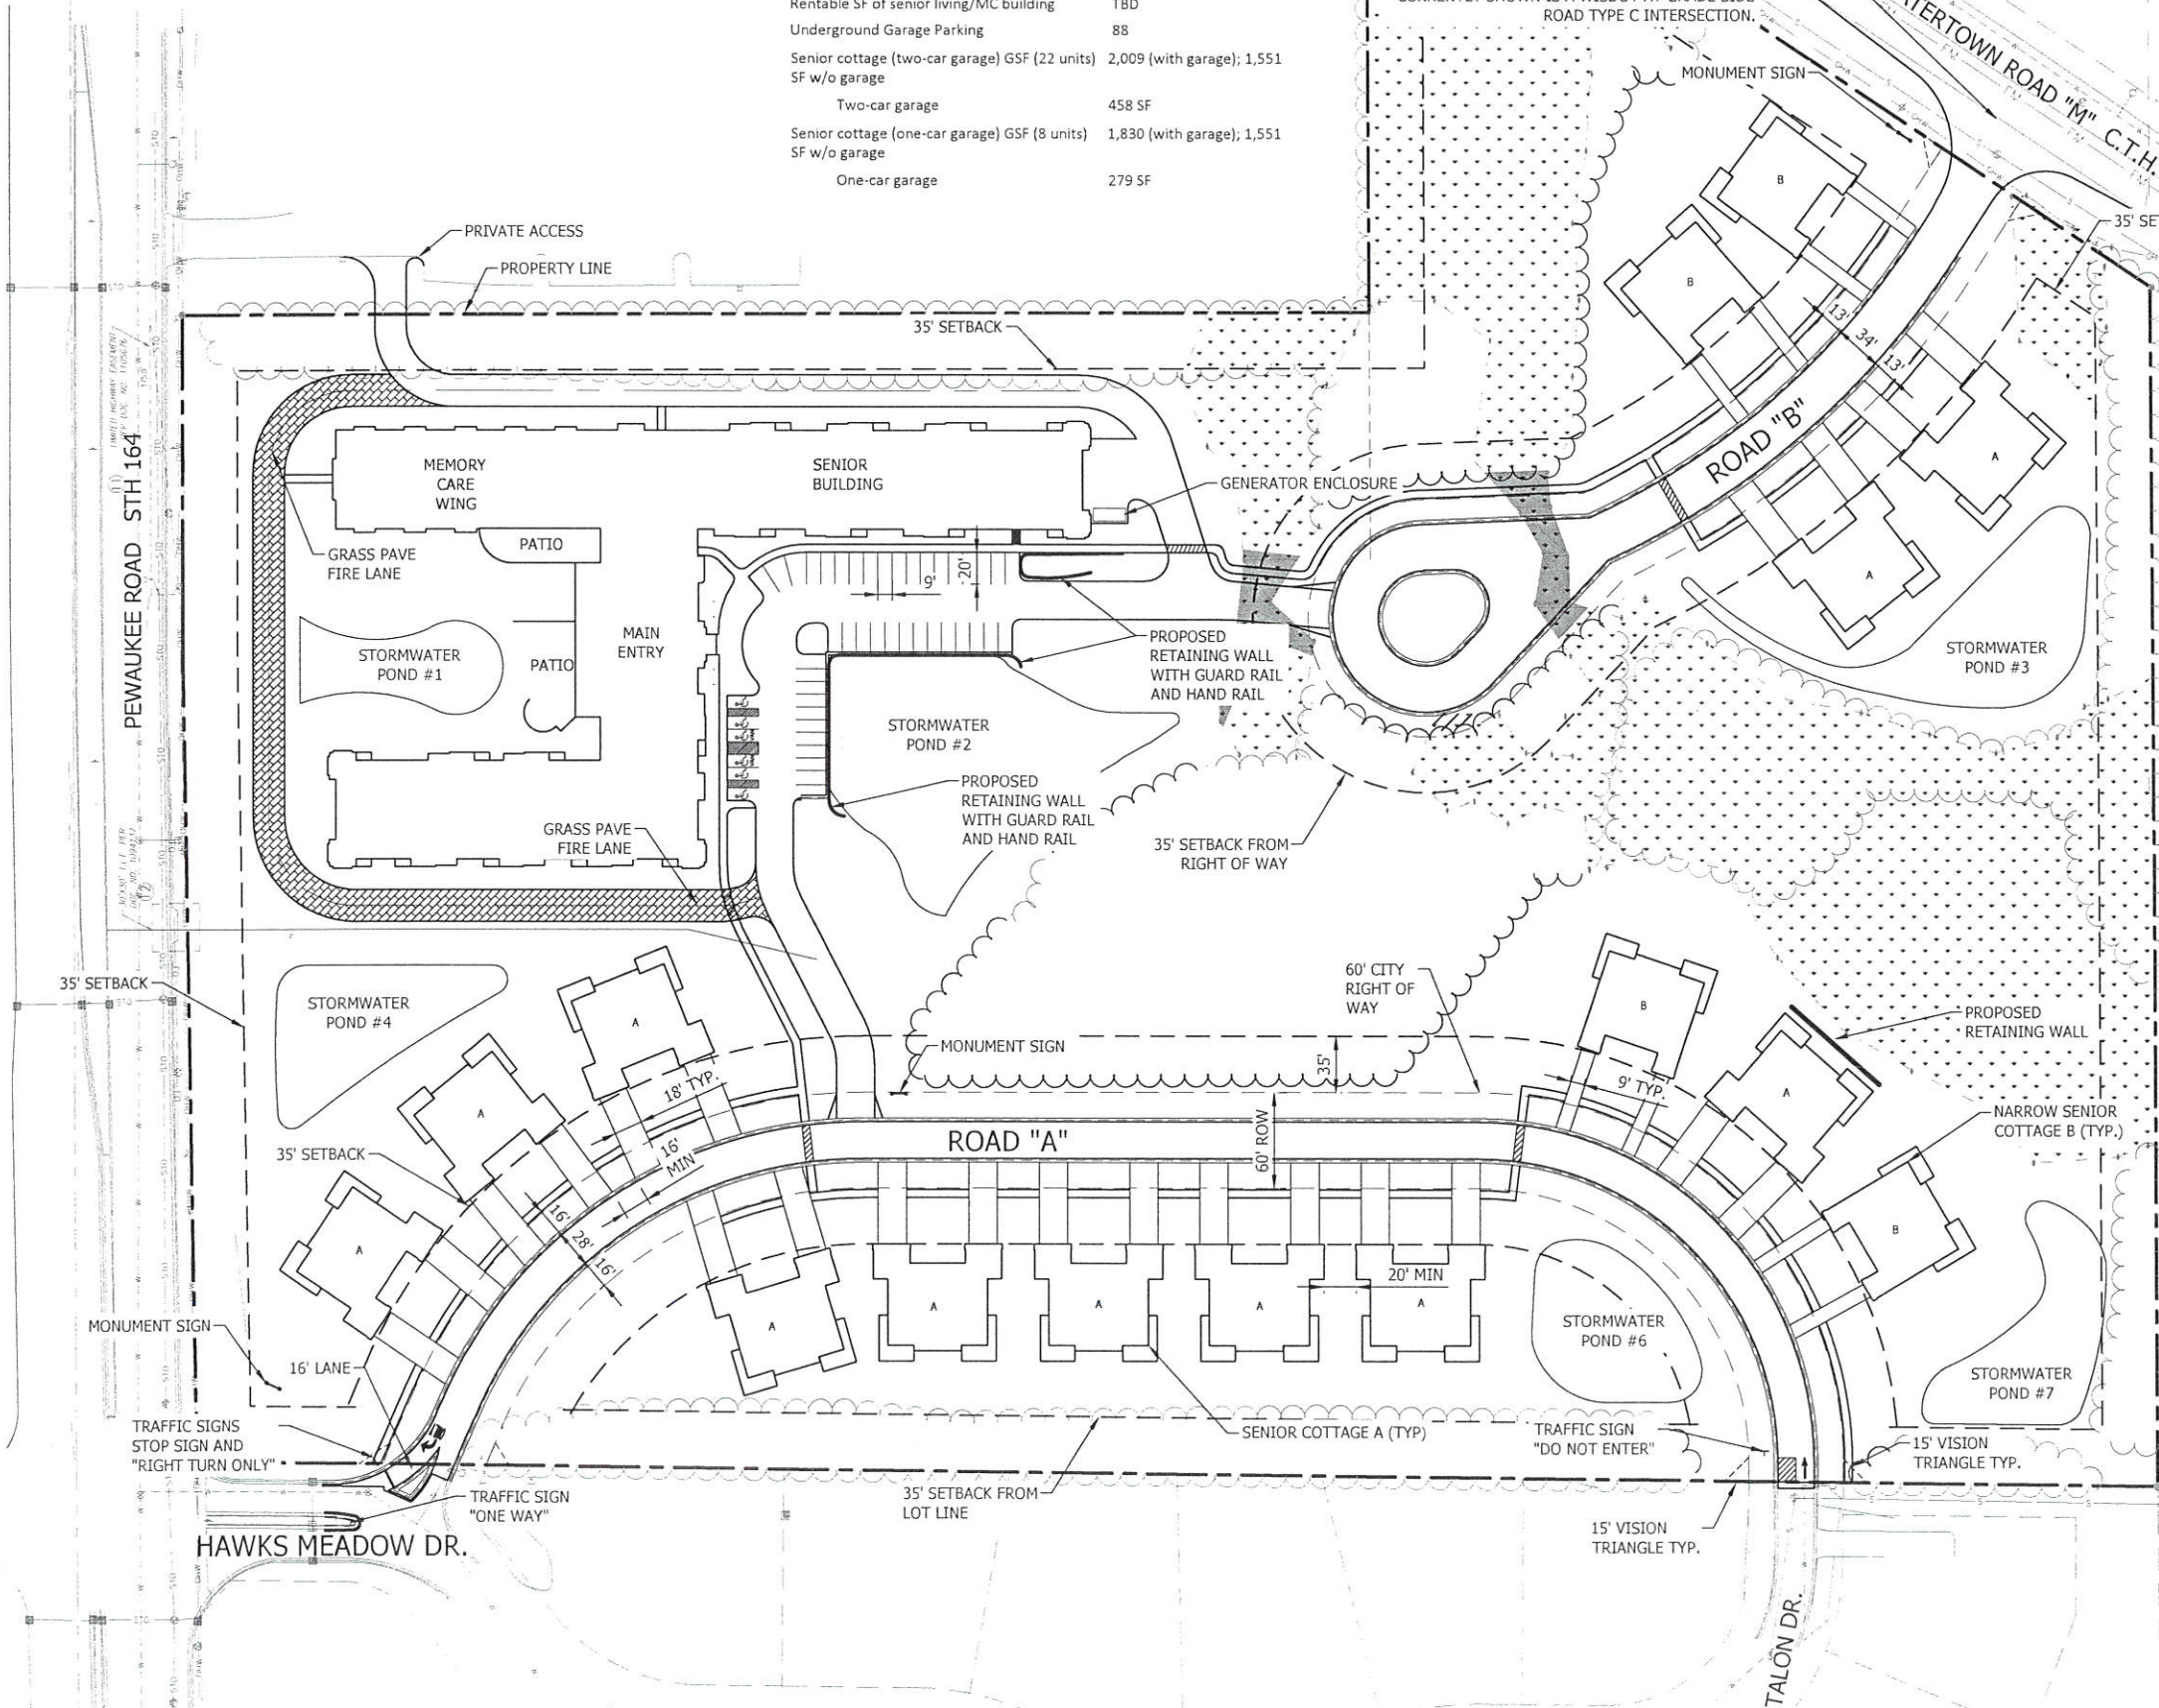 Rentable SF of senior living/MC building TBD
Underground Garage Parking 88
Senior cottage (two-car garage) GSF (22 units) 2,009 (with garage); 1,551
SF w/o garage
Two-car garage 458 SF
Senior cottage (one-car garage) GSF (8 units) 1,830 (with garage); 1,551
SF w/o garage
One-car garage 279 SF
ROAD TYPE C INTERSECTION.
WATERTOWN ROAD "M" C.T.H.
MONUMENT SIGN
35' SE
PRIVATE ACCESS
PROPERTY LINE
35' SETBACK
B
B
13'
34'
13'
ROAD "B"
A
A
MEMORY
CARE
WING
SENIOR
BUILDING
GENERATOR ENCLOSURE
PEWAUKEE ROAD STH 164
GRASS PAVE
FIRE LANE
PATIO
9'
20'
STORMWATER
POND #1
MAIN
ENTRY
PATIO
PROPOSED
RETAINING WALL
WITH GUARD RAIL
AND HAND RAIL
STORMWATER
POND #3
STORMWATER
POND #2
PROPOSED
RETAINING WALL
WITH GUARD RAIL
AND HAND RAIL
GRASS PAVE
FIRE LANE
35' SETBACK FROM
RIGHT OF WAY
35' SETBACK
STORMWATER
POND #4
60' CITY
RIGHT OF
WAY
A
A
A
B
A
B
PROPOSED
RETAINING WALL
MONUMENT SIGN
35'
18' TYP.
9' TYP.
NARROW SENIOR
COTTAGE B (TYP.)
ROAD "A"
60' ROW
35' SETBACK
16'
MIN
16'
28'
16'
20' MIN
A
A
A
A
A
STORMWATER
POND #6
MONUMENT SIGN
16' LANE
STORMWATER
POND #7
TRAFFIC SIGNS
STOP SIGN AND
"RIGHT TURN ONLY"
SENIOR COTTAGE A (TYP)
TRAFFIC SIGN
"DO NOT ENTER"
15' VISION
TRIANGLE TYP.
TRAFFIC SIGN
"ONE WAY"
35' SETBACK FROM
LOT LINE
15' VISION
TRIANGLE TYP.
HAWKS MEADOW DR.
TALON DR.